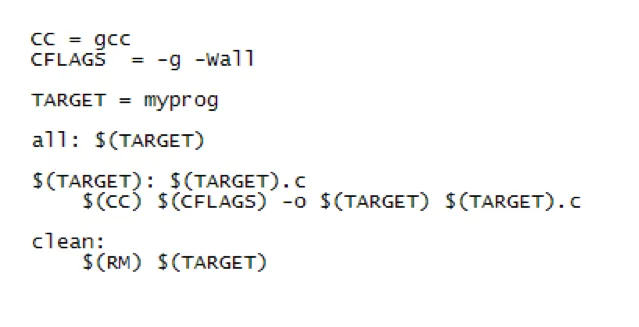 CC = gcc
CFLAGS  = -g -Wall
TARGET = myprog
all: $(TARGET)
$(TARGET): $(TARGET).c
    $(CC) $(CFLAGS) -o $(TARGET) $(TARGET).c
clean:
    $(RM) $(TARGET)